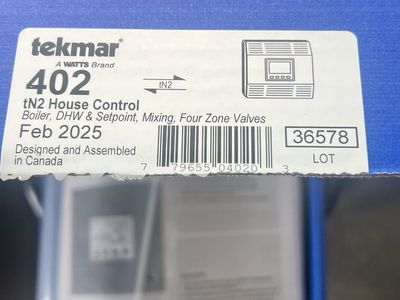 tekmar®
A WATTS Brand
402
tN2
tN2 House Control
Boiler, DHW & Setpoint, Mixing, Four Zone Valves
Feb 2025
Designed and Assembled
in Canada
7 79655 04020 3
36578
LOT